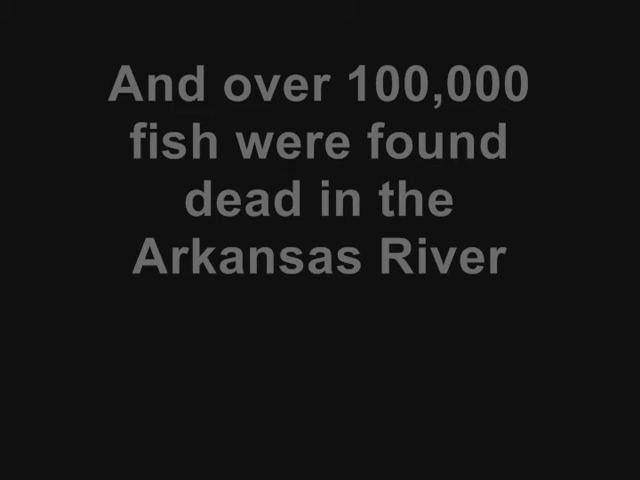 And over 100,000
fish were found
dead in the
Arkansas River